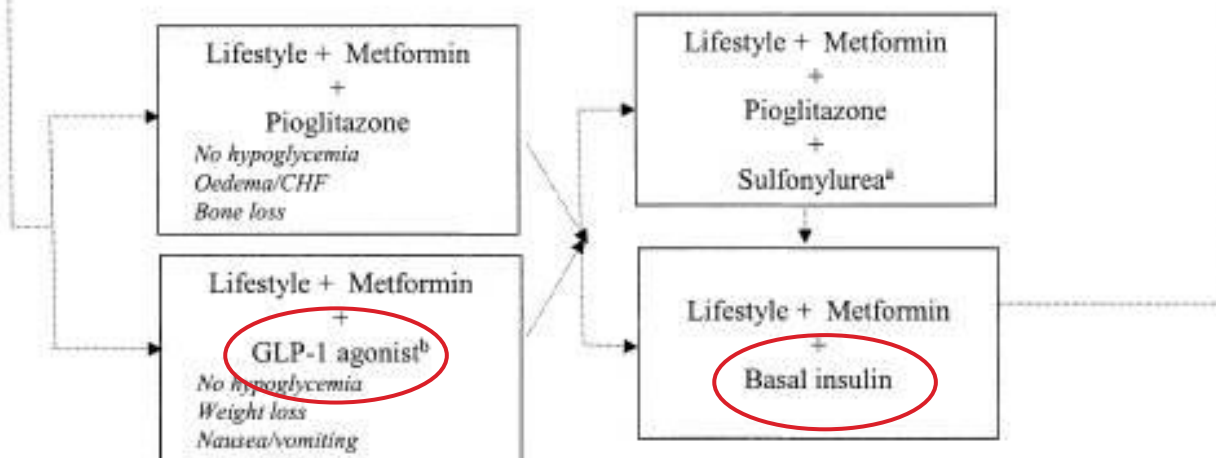 Lifestyle + Metformin
+
Pioglitazone
No hypoglycemia
Oedema/CHF
Bone loss
Lifestyle + Metformin
+
GLP-1 agonistᵇ
No hypoglycemia
Weight loss
Nausea/vomiting
Lifestyle + Metformin
+
Pioglitazone
+
Sulfonylureaᵃ
Lifestyle + Metformin
+
Basal insulin